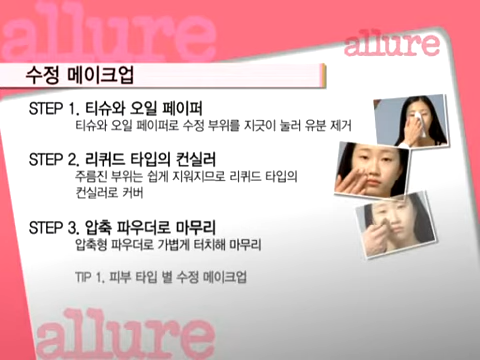 allure
allure
수정 메이크업
STEP 1. 티슈와 오일 페이퍼
티슈와 오일 페이퍼로 수정 부위를 지긋이 눌러 유분 제거
STEP 2. 리퀴드 타입의 컨실러
주름진 부위는 쉽게 지워지므로 리퀴드 타입의
컨실러로 커버
STEP 3. 압축 파우더로 마무리
압축형 파우더로 가볍게 터치해 마무리
TIP 1. 피부 타입 별 수정 메이크업
allure